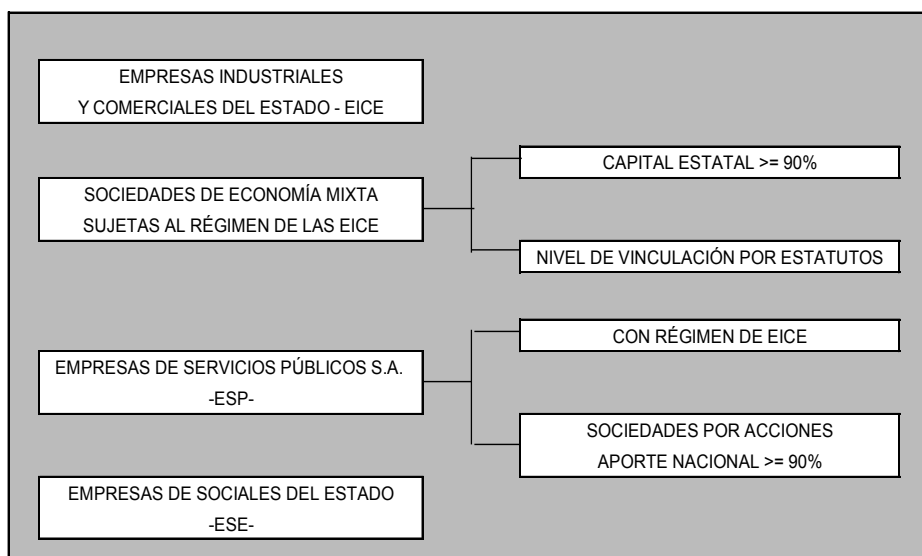 EMPRESAS INDUSTRIALES
Y COMERCIALES DEL ESTADO - EICE
SOCIEDADES DE ECONOMÍA MIXTA
SUJETAS AL RÉGIMEN DE LAS EICE
CAPITAL ESTATAL >= 90%
NIVEL DE VINCULACIÓN POR ESTATUTOS
EMPRESAS DE SERVICIOS PÚBLICOS S.A.
-ESP-
CON RÉGIMEN DE EICE
SOCIEDADES POR ACCIONES
APORTE NACIONAL >= 90%
EMPRESAS DE SOCIALES DEL ESTADO
-ESE-